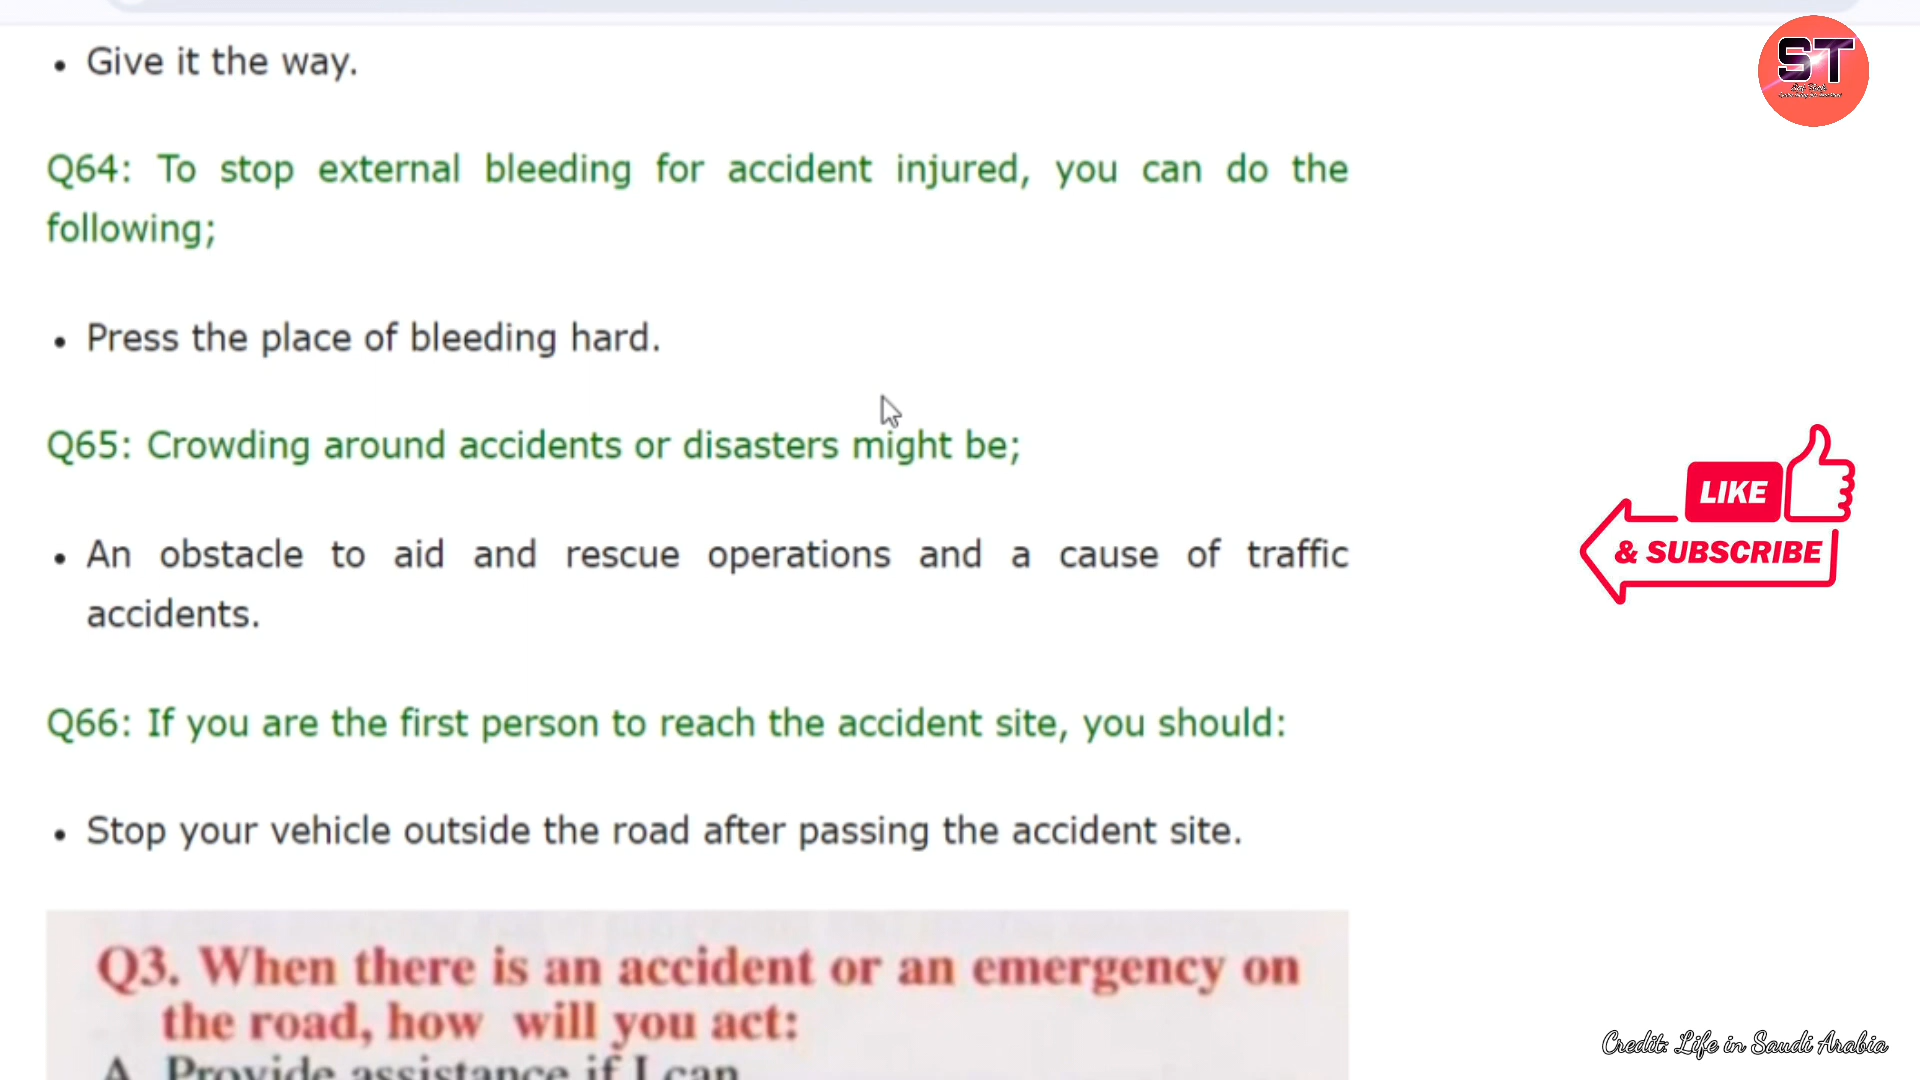 Give it the way.
ST
Q64: To stop external bleeding for accident injured, you can do the
following;
Press the place of bleeding hard.
Q65: Crowding around accidents or disasters might be;
An obstacle to aid and rescue operations and a cause of traffic
accidents.
LIKE
& SUBSCRIBE
Q66: If you are the first person to reach the accident site, you should:
Stop your vehicle outside the road after passing the accident site.
Q3. When there is an accident or an emergency on
the road, how will you act:
A. Provide assistance if I can
Credit: Life in Saudi Arabia